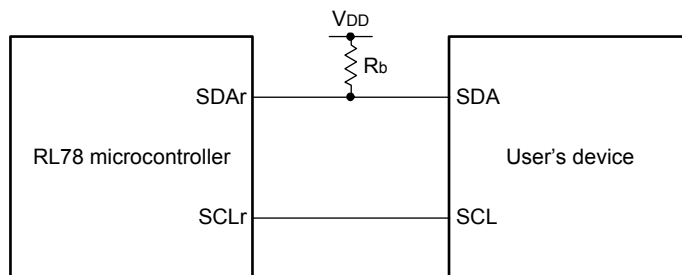 VDD
Rb
SDAr
SDA
RL78 microcontroller
User's device
SCLr
SCL